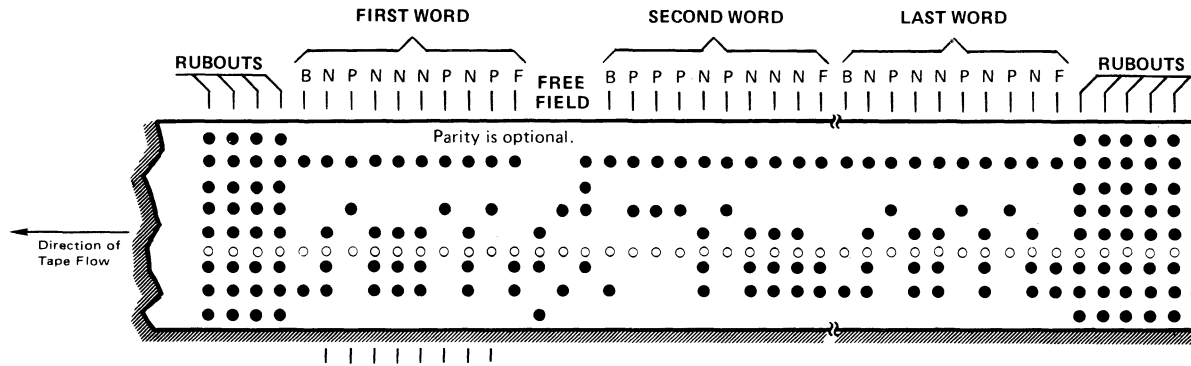 FIRST WORD SECOND WORD LAST WORD
RUBOUTS B N P N N N P N P F FREE FIELD B P P P N P N N N F B N P N N P N P N F RUBOUTS
Parity is optional.
Direction of
Tape Flow